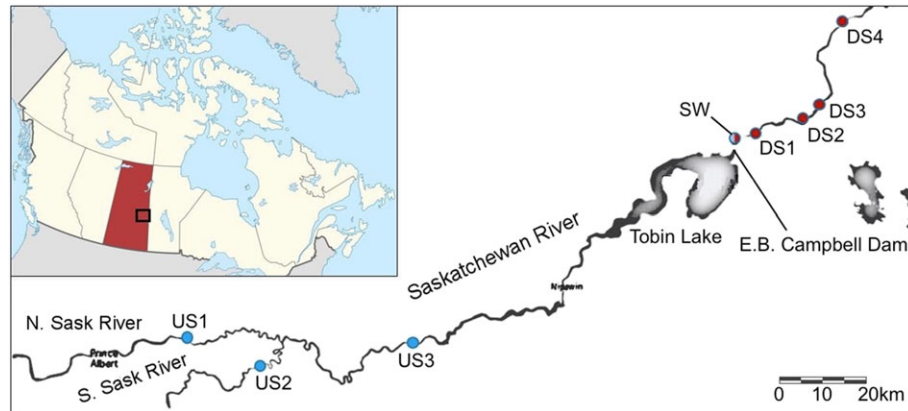 DS4
SW
DS3
DS2
DS1
Tobin Lake
E.B. Campbell Dam
Saskatchewan River
Nipawin
US1
N. Sask River
Prince
Albert
S. Sask River
US2
US3
0 10 20km